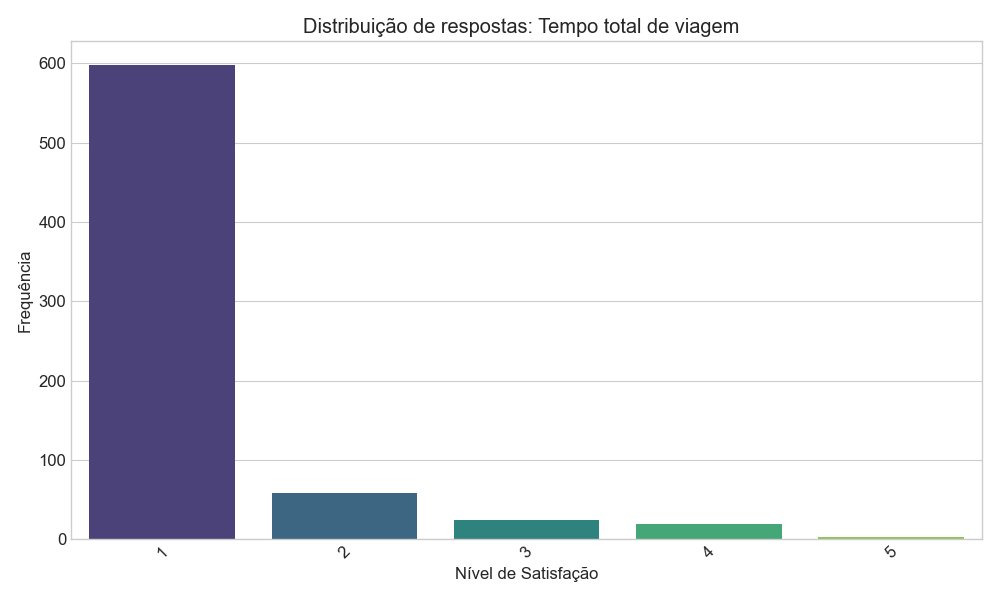 Distribuição de respostas: Tempo total de viagem
600
500
400
300
200
100
0
Frequência
1 2 3 4 5
Nível de Satisfação